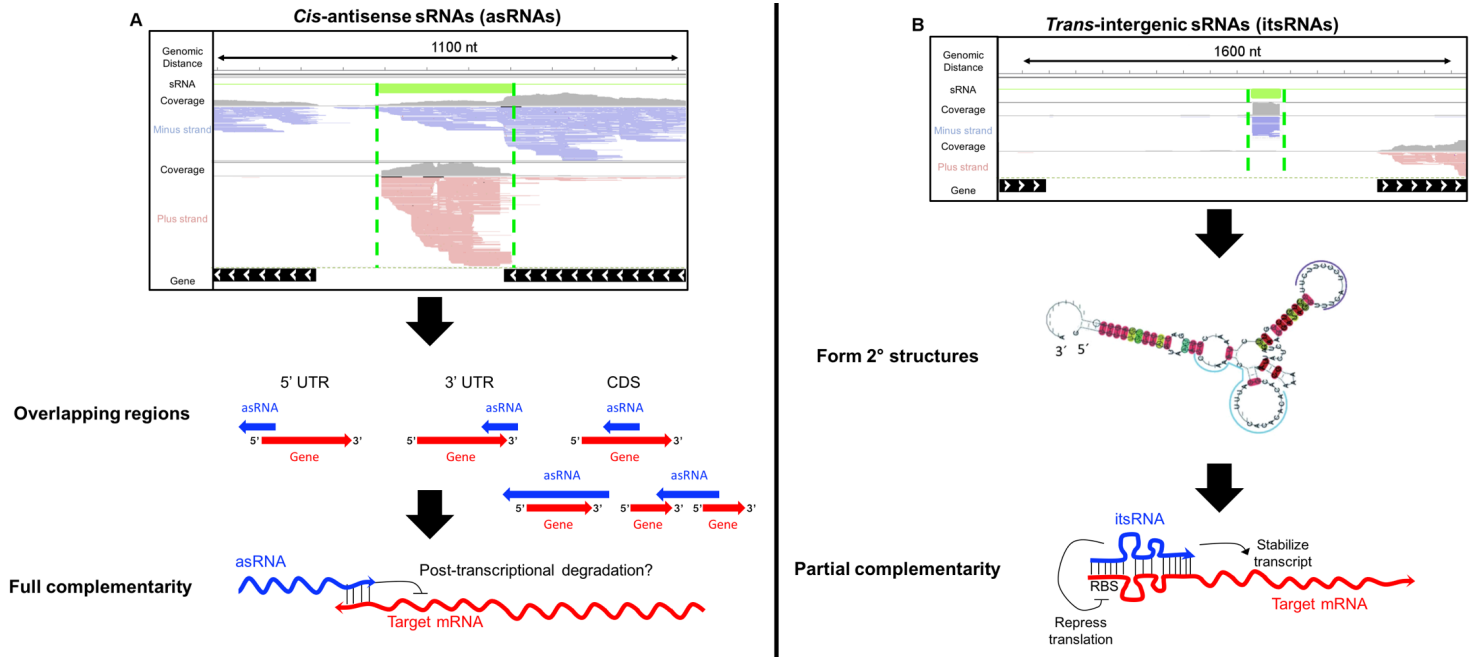 A
Cis-antisense sRNAs (asRNAs)
Genomic
Distance
1100 nt
sRNA
Coverage
Minus strand
Coverage
Plus strand
Gene
Overlapping regions
5' UTR
3' UTR
CDS
asRNA
5'
3'
Gene
asRNA
5'
3'
Gene
asRNA
5'
3'
Gene
asRNA
5'
3'
Gene
asRNA
5'
3'
Gene
5'
3'
Gene
Full complementarity
asRNA
Post-transcriptional degradation?
Target mRNA
B
Trans-intergenic sRNAs (itsRNAs)
Genomic
Distance
1600 nt
sRNA
Coverage
Minus strand
Coverage
Plus strand
Gene
Form 2° structures
3´
5´
Partial complementarity
itsRNA
Stabilize
transcript
RBS
Target mRNA
Repress
translation